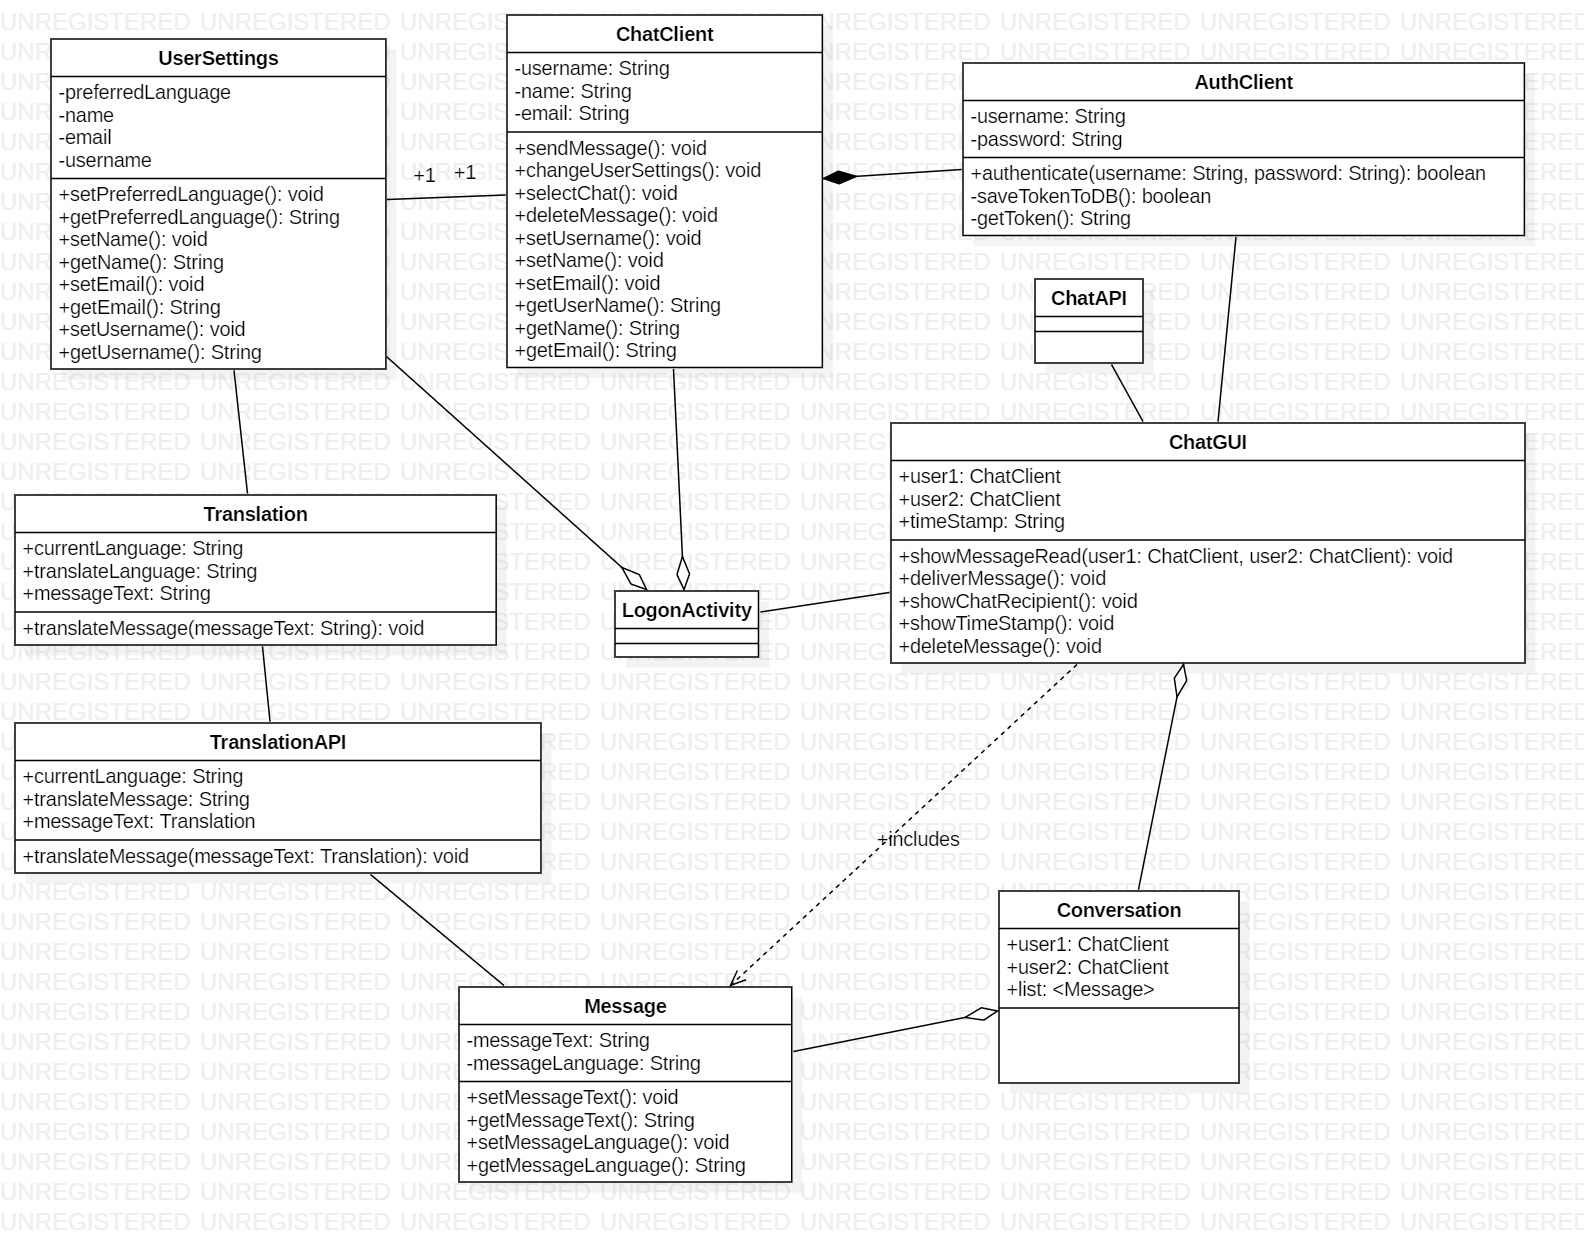 UserSettings
-preferredLanguage
-name
-email
-username
+setPreferredLanguage(): void
+getPreferredLanguage(): String
+setName(): void
+getName(): String
+setEmail(): void
+getEmail(): String
+setUsername(): void
+getUsername(): String
+1
+1
ChatClient
-username: String
-name: String
-email: String
+sendMessage(): void
+changeUserSettings(): void
+selectChat(): void
+deleteMessage(): void
+setUsername(): void
+setName(): void
+setEmail(): void
+getUserName(): String
+getName(): String
+getEmail(): String
AuthClient
-username: String
-password: String
+authenticate(username: String, password: String): boolean
-saveTokenToDB(): boolean
-getToken(): String
ChatAPI
ChatGUI
+user1: ChatClient
+user2: ChatClient
+timeStamp: String
+showMessageRead(user1: ChatClient, user2: ChatClient): void
+deliverMessage(): void
+showChatRecipient(): void
+showTimeStamp(): void
+deleteMessage(): void
Translation
+currentLanguage: String
+translateLanguage: String
+messageText: String
+translateMessage(messageText: String): void
LogonActivity
TranslationAPI
+currentLanguage: String
+translateMessage: String
+messageText: Translation
+translateMessage(messageText: Translation): void
+includes
Conversation
+user1: ChatClient
+user2: ChatClient
+list: <Message>
Message
-messageText: String
-messageLanguage: String
+setMessageText(): void
+getMessageText(): String
+setMessageLanguage(): void
+getMessageLanguage(): String
UNREGISTERED